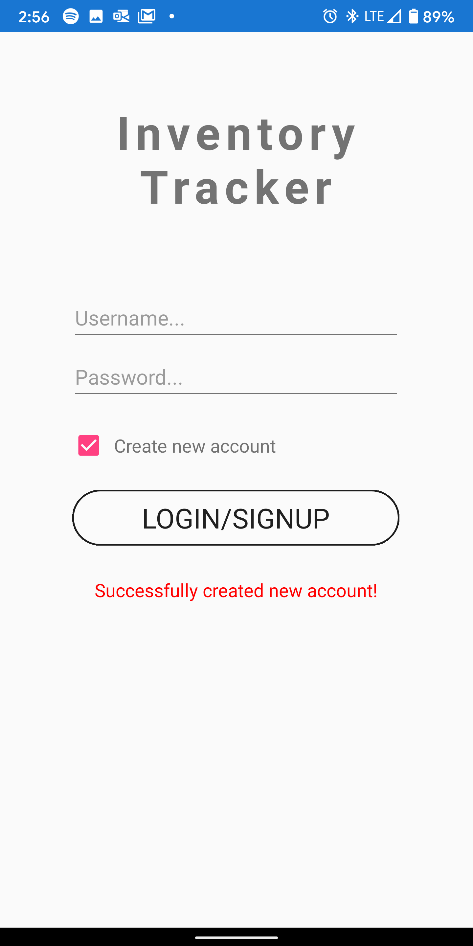 2:56 LTE 89%
Inventory
Tracker
Username...
Password...
Create new account
LOGIN/SIGNUP
Successfully created new account!